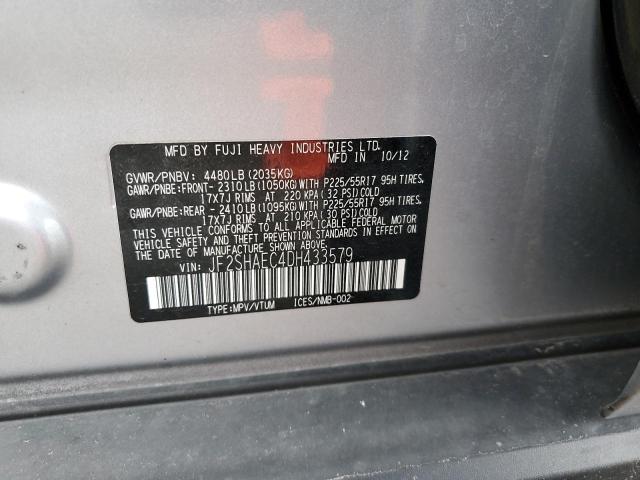 MFD BY FUJI HEAVY INDUSTRIES LTD.
MFD IN 10/12
GVWR/PNBV: 4480LB (2035KG)
GAWR/PNBE:FRONT- 2310LB(1050KG)WITH P225/55R17 95H TIRES,
17X7J RIMS AT 220 KPA( 32 PSI)COLD
GAWR/PNBE:REAR - 2410LB(1095KG)WITH P225/55R17 95H TIRES,
17X7J RIMS AT 210 KPA( 30 PSI)COLD
THIS VEHICLE CONFORMS TO ALL APPLICABLE FEDERAL MOTOR
VEHICLE SAFETY AND THEFT PREVENTION STANDARDS IN EFFECT
ON THE DATE OF MANUFACTURE SHOWN ABOVE.
VIN: JF2SHAEC4DH433579
TYPE:MPV/VTUM ICES/NMB-002